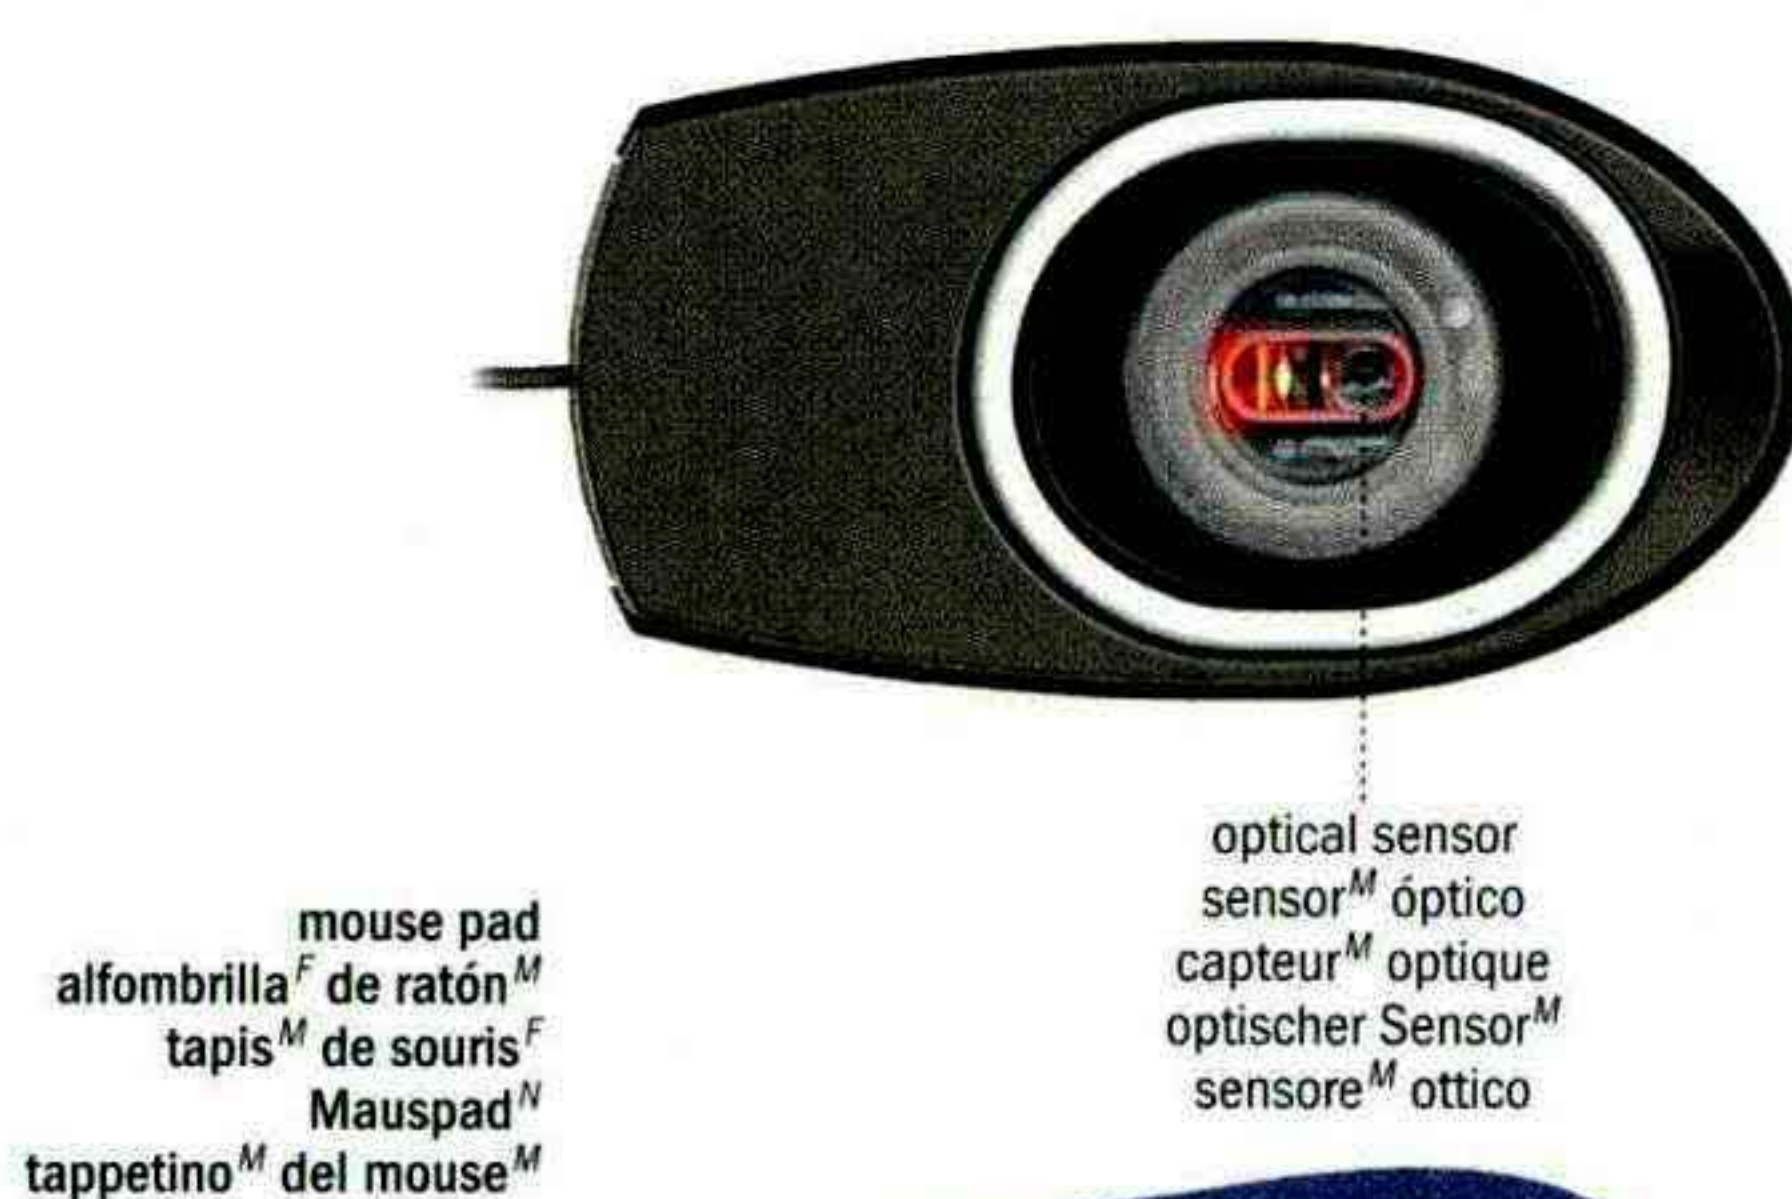 optical sensor
sensorᴹ óptico
capteurᴹ optique
optischer Sensorᴹ
sensoreᴹ ottico
mouse pad
alfombrillaᶠ de ratónᴹ
tapisᴹ de sourisᶠ
Mauspadᴺ
tappetinoᴹ del mouseᴹ